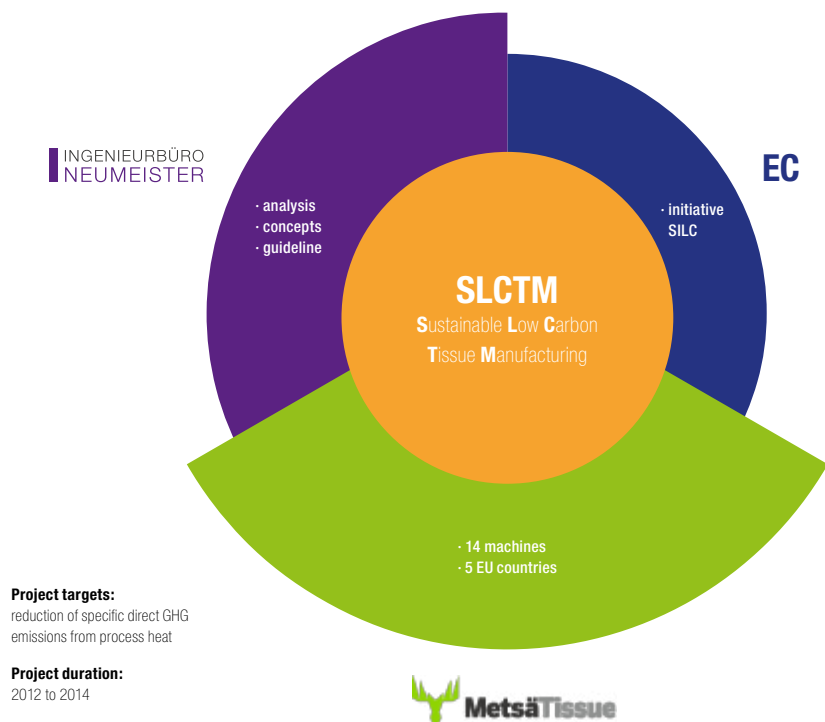 INGENIEURBÜRO
NEUMEISTER
EC
· analysis
· concepts
· guideline
· initiative
SILC
SLCTM
Sustainable Low Carbon
Tissue Manufacturing
· 14 machines
· 5 EU countries
Project targets:
reduction of specific direct GHG
emissions from process heat
Project duration:
2012 to 2014
MetsäTissue